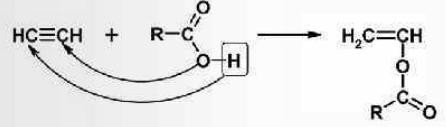 HC≡CH + R–C(=O)–O–H → H₂C=CH–O–C(=O)–R